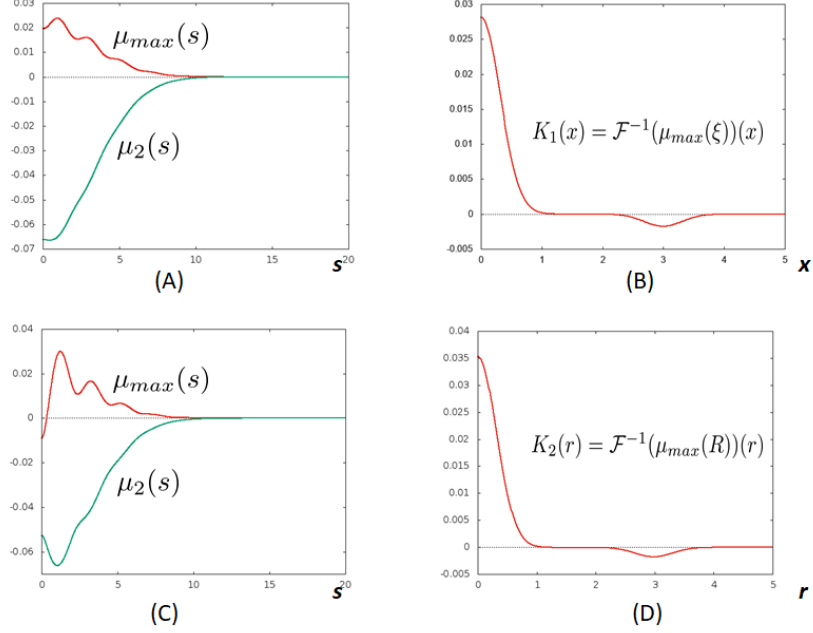 0.03
0.02
0.01
0
-0.01
-0.02
-0.03
-0.04
-0.05
-0.06
-0.07
μ_max(s)
μ_2(s)
0 5 10 15 20
s
(A)
0.03
0.025
0.02
0.015
0.01
0.005
0
-0.005
K_1(x) = ℱ^{-1}(μ_max(ξ))(x)
0 1 2 3 4 5
x
(B)
0.04
0.02
0
-0.02
-0.04
-0.06
μ_max(s)
μ_2(s)
0 5 10 15 20
s
(C)
0.04
0.035
0.03
0.025
0.02
0.015
0.01
0.005
0
-0.005
K_2(r) = ℱ^{-1}(μ_max(R))(r)
0 1 2 3 4 5
r
(D)